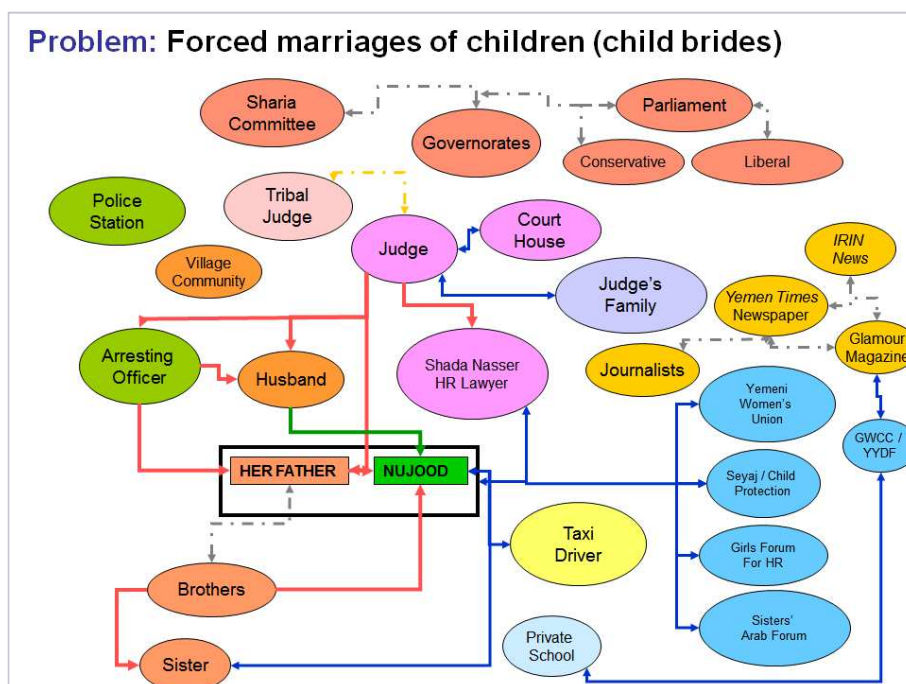 Problem: Forced marriages of children (child brides)
Sharia
Committee
Governorates
Parliament
Conservative
Liberal
Police
Station
Tribal
Judge
Judge
Court
House
Village
Community
Judge's
Family
IRIN
News
Yemen Times
Newspaper
Glamour
Magazine
Journalists
Arresting
Officer
Husband
Shada Nasser
HR Lawyer
Yemeni
Women's
Union
GWCC /
YYDF
HER FATHER
NUJOOD
Seyaj / Child
Protection
Taxi
Driver
Girls Forum
For HR
Brothers
Sisters'
Arab Forum
Private
School
Sister